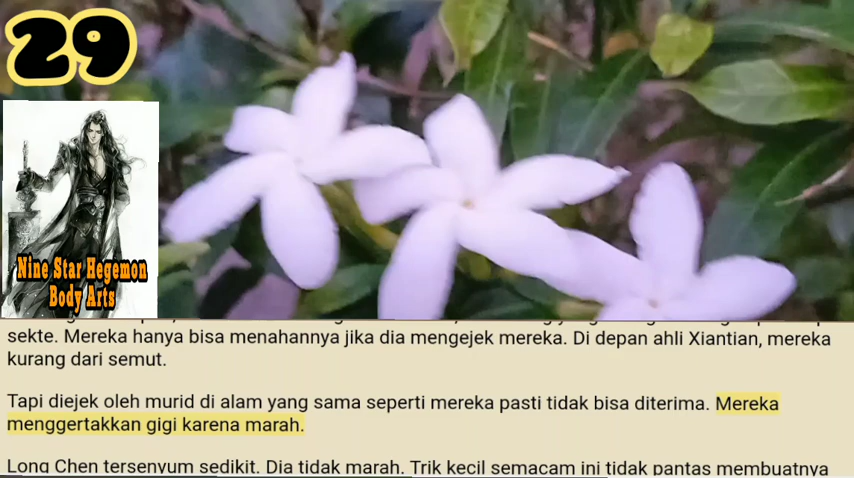 29
Nine Star Hegemon
Body Arts
sekte. Mereka hanya bisa menahannya jika dia mengejek mereka. Di depan ahli Xiantian, mereka
kurang dari semut.
Tapi diejek oleh murid di alam yang sama seperti mereka pasti tidak bisa diterima. Mereka
menggertakkan gigi karena marah.
Long Chen tersenyum sedikit. Dia tidak marah. Trik kecil semacam ini tidak pantas membuatnya